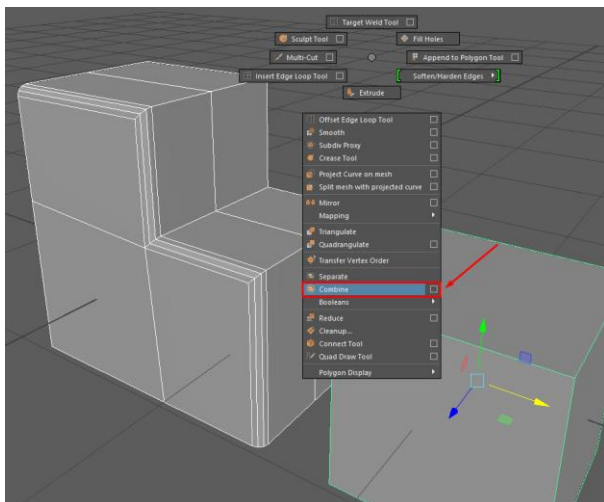 Target Weld Tool
Sculpt Tool
Fill Holes
Multi-Cut
Append to Polygon Tool
Insert Edge Loop Tool
Soften/Harden Edges
Extrude
Offset Edge Loop Tool
Smooth
Subdiv Proxy
Crease Tool
Project Curve on mesh
Split mesh with projected curve
Mirror
Mapping
Triangulate
Quadrangulate
Transfer Vertex Order
Separate
Combine
Booleans
Reduce
Cleanup...
Connect Tool
Quad Draw Tool
Polygon Display